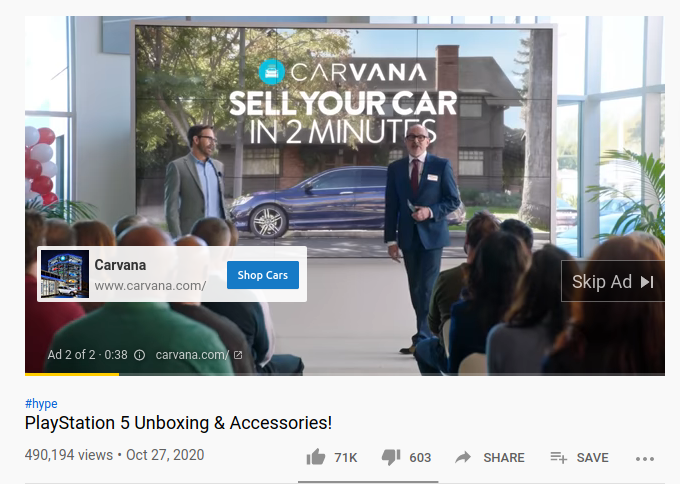 CARVANA
SELL YOUR CAR
IN 2 MINUTES
Carvana
www.carvana.com/
Shop Cars
Skip Ad
Ad 2 of 2 · 0:38 carvana.com/
#hype
PlayStation 5 Unboxing & Accessories!
490,194 views • Oct 27, 2020
71K 603 SHARE SAVE